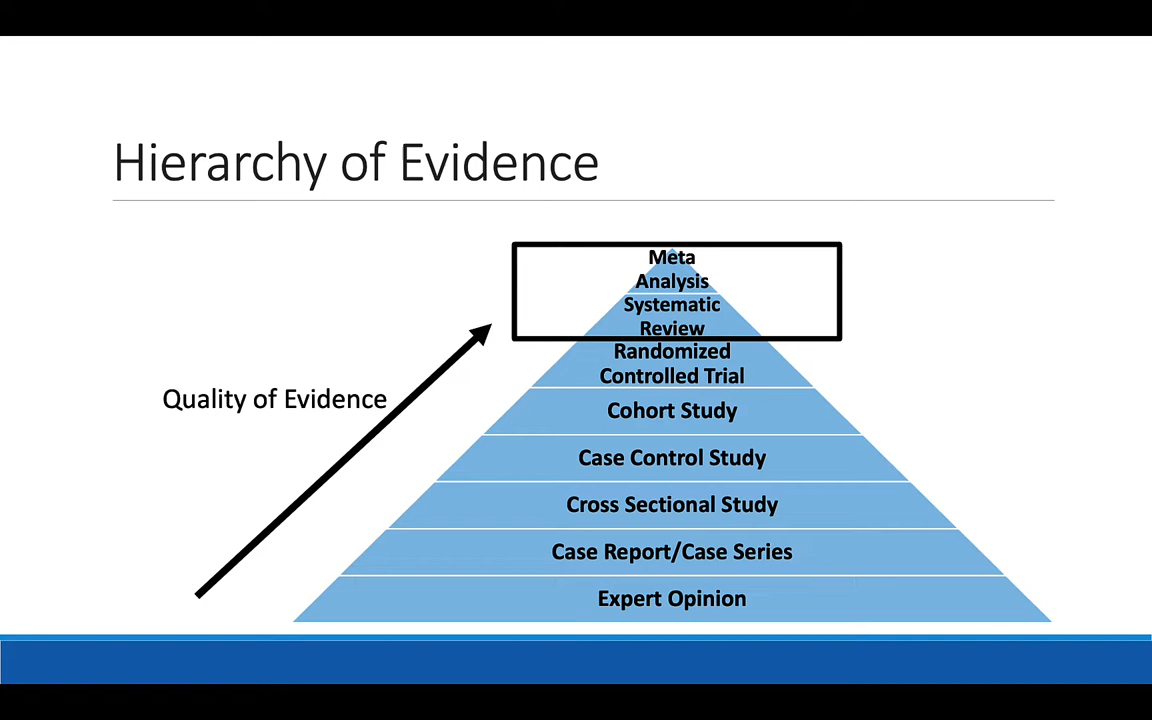 Hierarchy of Evidence
Meta
Analysis
Systematic
Review
Randomized
Controlled Trial
Quality of Evidence
Cohort Study
Case Control Study
Cross Sectional Study
Case Report/Case Series
Expert Opinion